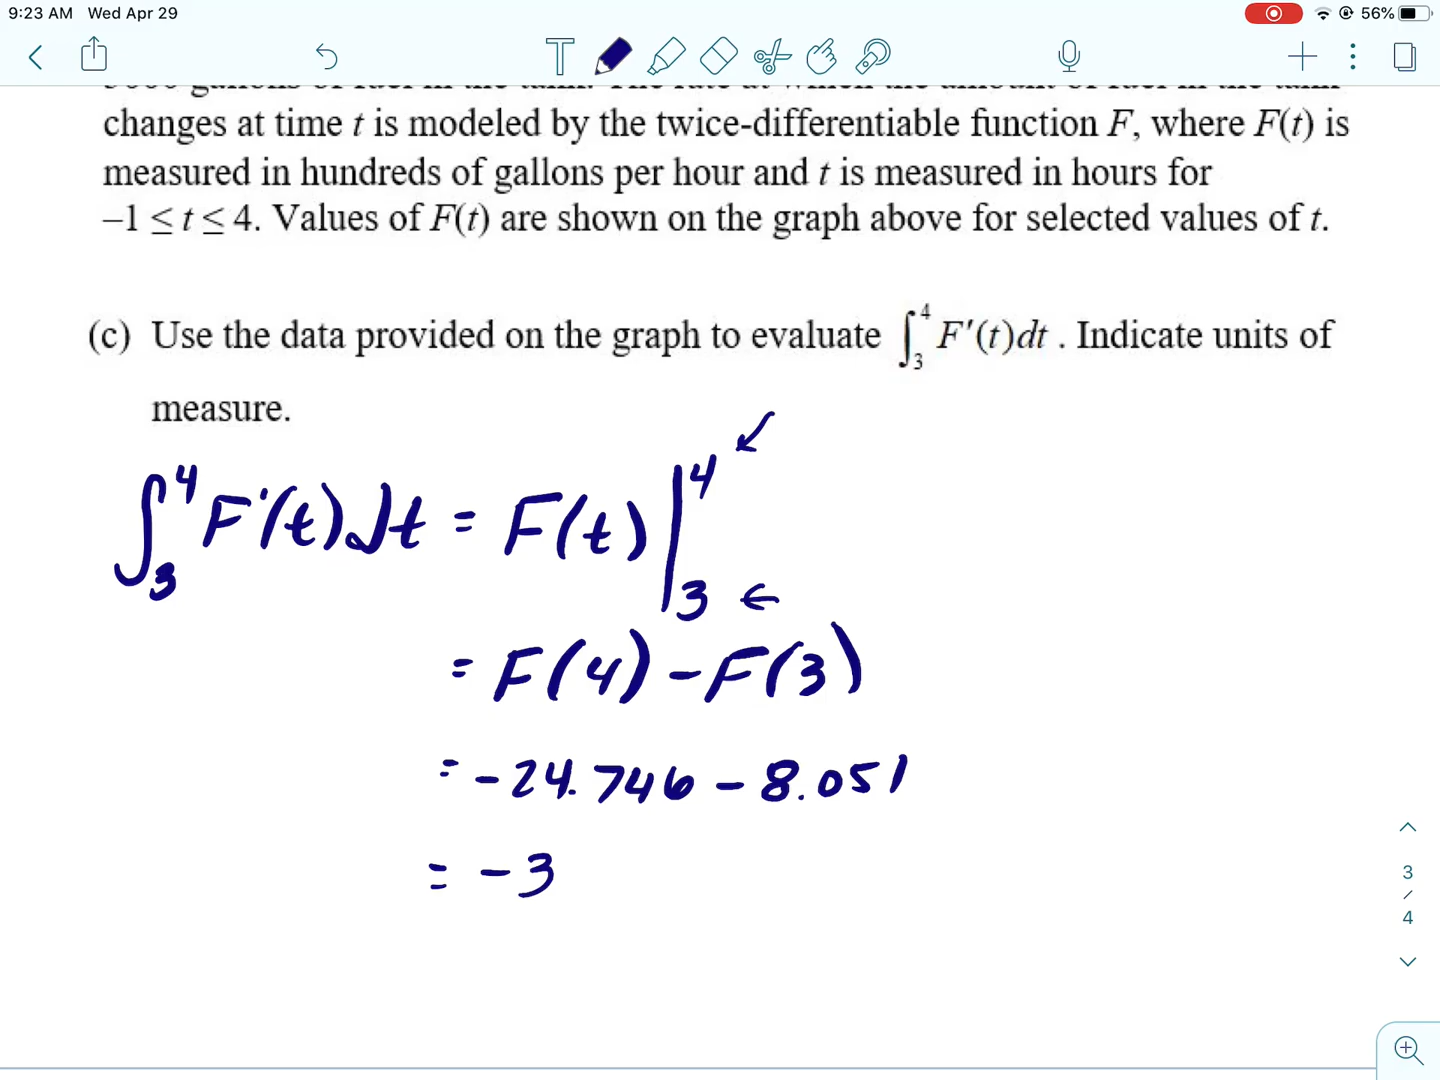 9:23 AM Wed Apr 29 56%
T
changes at time t is modeled by the twice-differentiable function F, where F(t) is
measured in hundreds of gallons per hour and t is measured in hours for
–1 ≤ t ≤ 4. Values of F(t) are shown on the graph above for selected values of t.
(c) Use the data provided on the graph to evaluate ∫₃⁴ F′(t)dt . Indicate units of
measure.
∫₃⁴ F'(t)dt = F(t) |₃⁴
= F(4) - F(3)
= -24.746 - 8.051
= -3
3
/
4